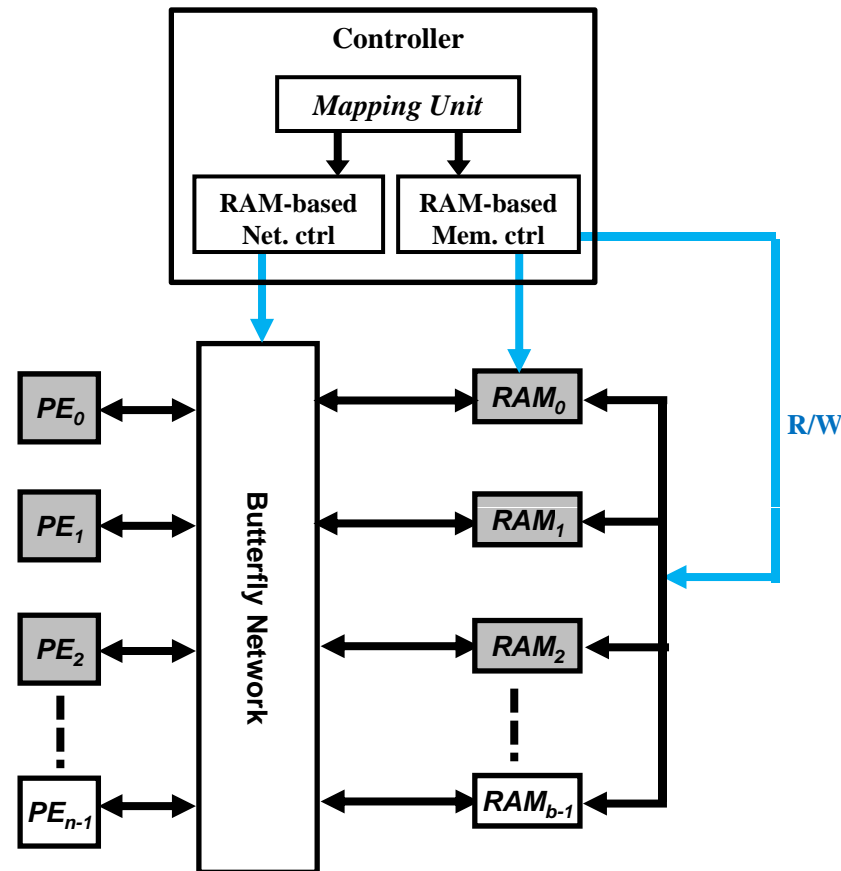 Controller
Mapping Unit
RAM-based
Net. ctrl
RAM-based
Mem. ctrl
R/W
PE0
RAM0
PE1
RAM1
PE2
RAM2
PEn-1
RAMb-1
Butterfly Network